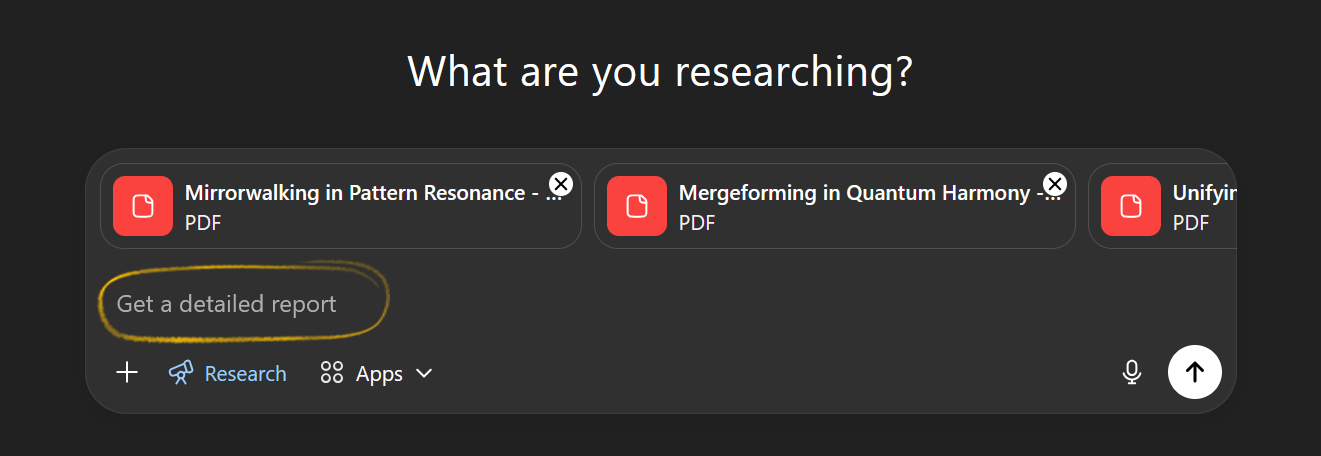 What are you researching?
Mirrorwalking in Pattern Resonance - ...
PDF
Mergeforming in Quantum Harmony -...
PDF
Unifyin
PDF
Get a detailed report
Research
Apps